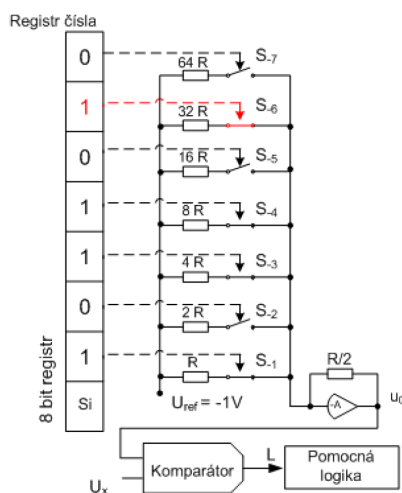 Registr čísla
0
S-7
64 R
1
S-6
32 R
0
S-5
16 R
1
S-4
8 R
1
S-3
4 R
0
S-2
2 R
1
S-1
R
R/2
Si
Uref = -1V
-A
u0
8 bit registr
Komparátor
L
Pomocná
logika
Ux